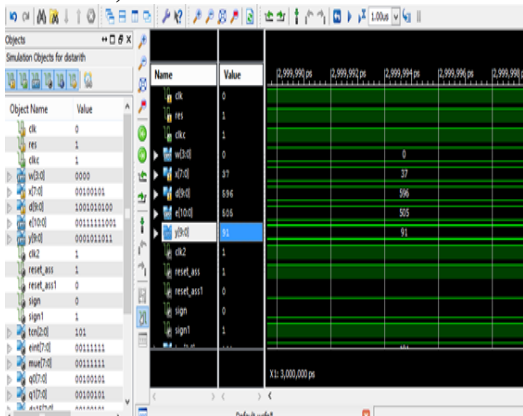 1.00us
Objects
Simulation Objects for distarith
Object Name Value
clk 0
res 1
clkc 1
w[3:0] 0000
x[7:0] 00100101
d[9:0] 1001010100
e[10:0] 00111111001
y[9:0] 0001011011
clk2 1
reset_ass 1
reset_ass1 0
sign 0
sign1 1
tcn[2:0] 101
eint[7:0] 00111111
mue[7:0] 00111111
q0[7:0] 00100101
q1[7:0] 00100101
Name Value
clk 0
res 1
clkc 1
w[3:0] 0
x[7:0] 37
d[9:0] 596
e[10:0] 505
y[9:0] 91
clk2 1
reset_ass 1
reset_ass1 0
sign 0
sign1 1
2,999,990 ps 2,999,992 ps 2,999,994 ps 2,999,996 ps 2,999,998
0
37
596
505
91
X1: 3,000,000 ps